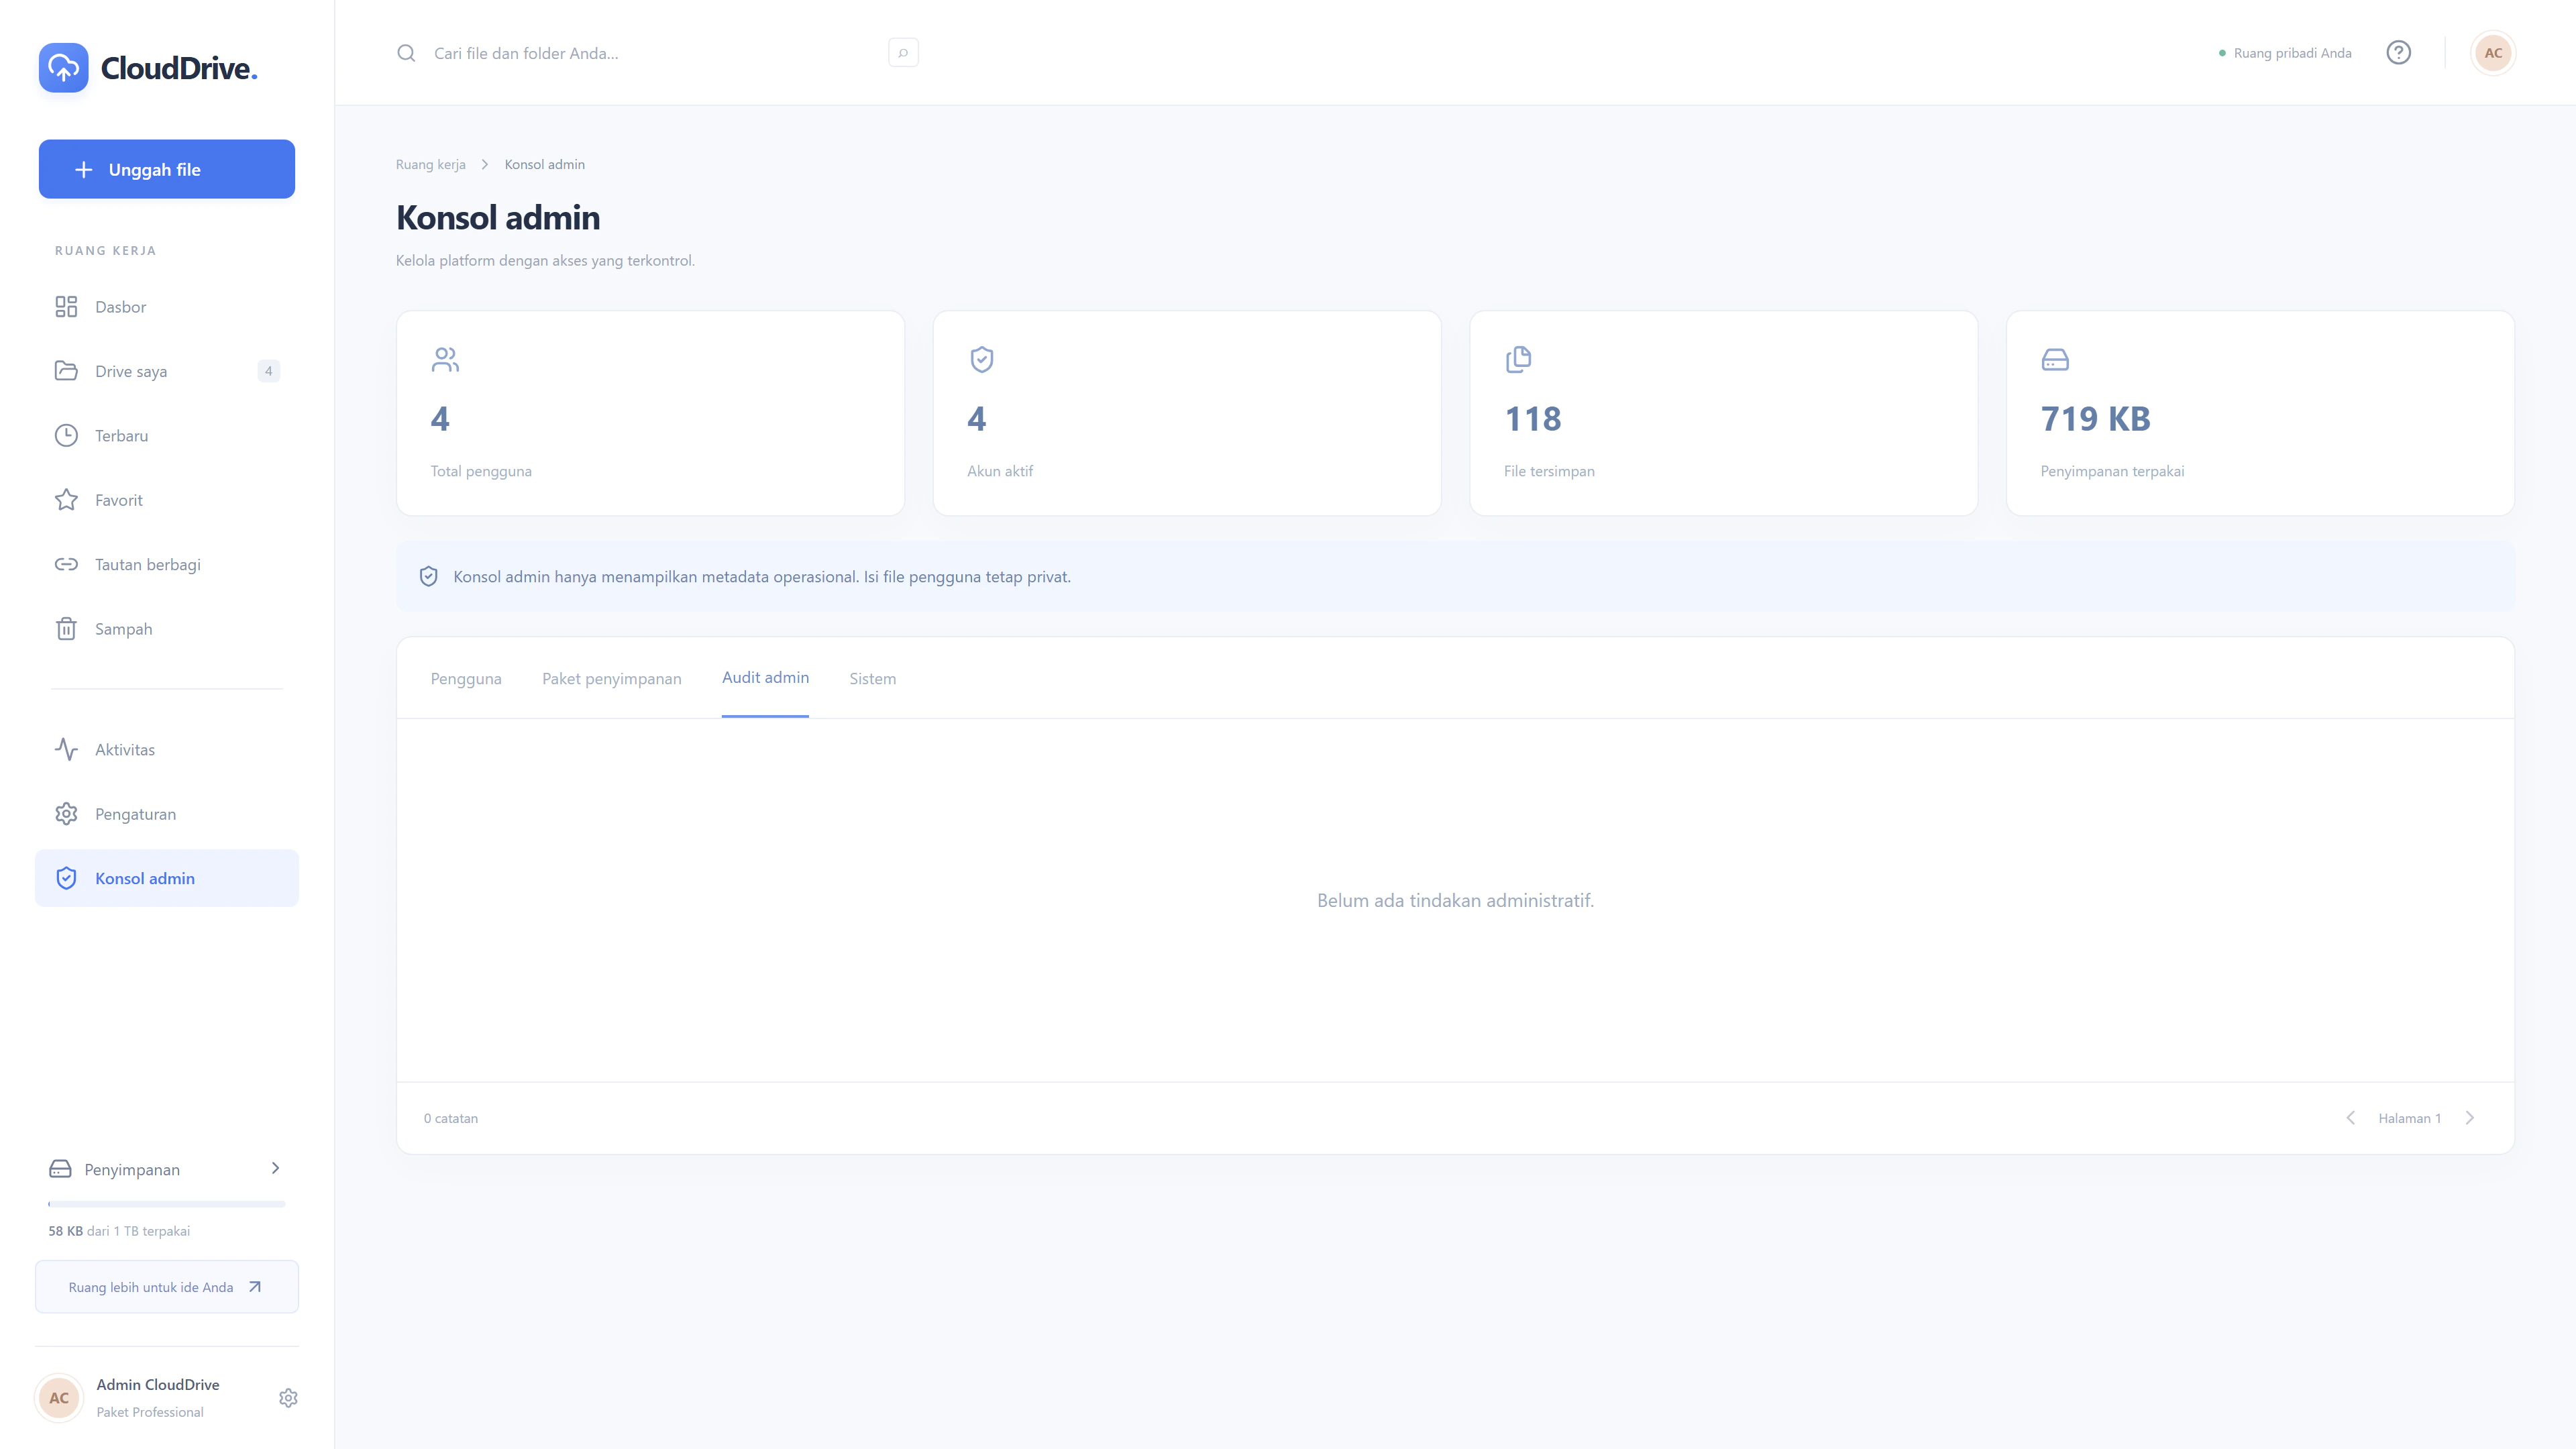 CloudDrive.
Unggah file
RUANG KERJA
Dasbor
Drive saya 4
Terbaru
Favorit
Tautan berbagi
Sampah
Aktivitas
Pengaturan
Konsol admin
Penyimpanan
58 KB dari 1 TB terpakai
Ruang lebih untuk ide Anda
AC
Admin CloudDrive
Paket Professional
Cari file dan folder Anda...
Ruang pribadi Anda
AC
Ruang kerja
Konsol admin
Konsol admin
Kelola platform dengan akses yang terkontrol.
4
Total pengguna
4
Akun aktif
118
File tersimpan
719 KB
Penyimpanan terpakai
Konsol admin hanya menampilkan metadata operasional. Isi file pengguna tetap privat.
Pengguna Paket penyimpanan Audit admin Sistem
Belum ada tindakan administratif.
0 catatan
Halaman 1